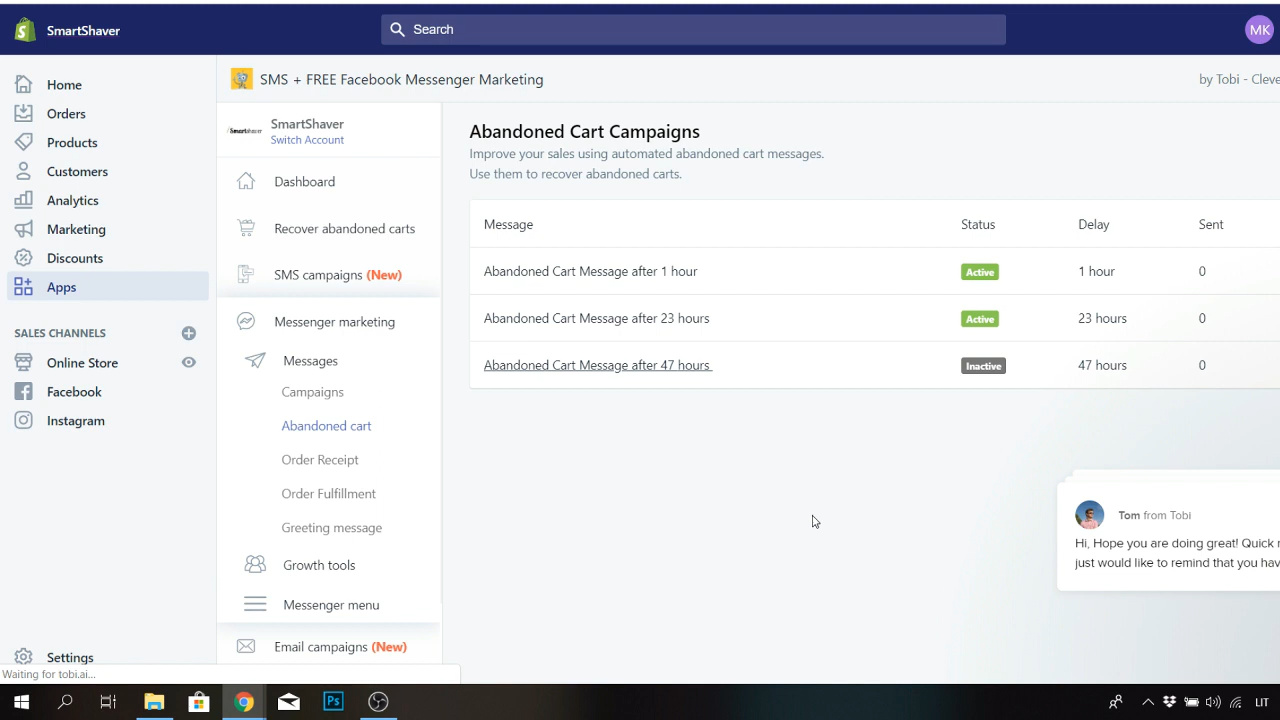 SmartShaver
Search
MK
Home
Orders
Products
Customers
Analytics
Marketing
Discounts
Apps
SALES CHANNELS
Online Store
Facebook
Instagram
Settings
Waiting for tobi.ai...
SMS + FREE Facebook Messenger Marketing
by Tobi - Cleve
SmartShaver
SmartShaver
Switch Account
Dashboard
Recover abandoned carts
SMS campaigns (New)
Messenger marketing
Messages
Campaigns
Abandoned cart
Order Receipt
Order Fulfillment
Greeting message
Growth tools
Messenger menu
Email campaigns (New)
Abandoned Cart Campaigns
Improve your sales using automated abandoned cart messages.
Use them to recover abandoned carts.
Message Status Delay Sent
Abandoned Cart Message after 1 hour Active 1 hour 0
Abandoned Cart Message after 23 hours Active 23 hours 0
Abandoned Cart Message after 47 hours Inactive 47 hours 0
Tom from Tobi
Hi, Hope you are doing great! Quick
just would like to remind that you hav
Ps
LIT